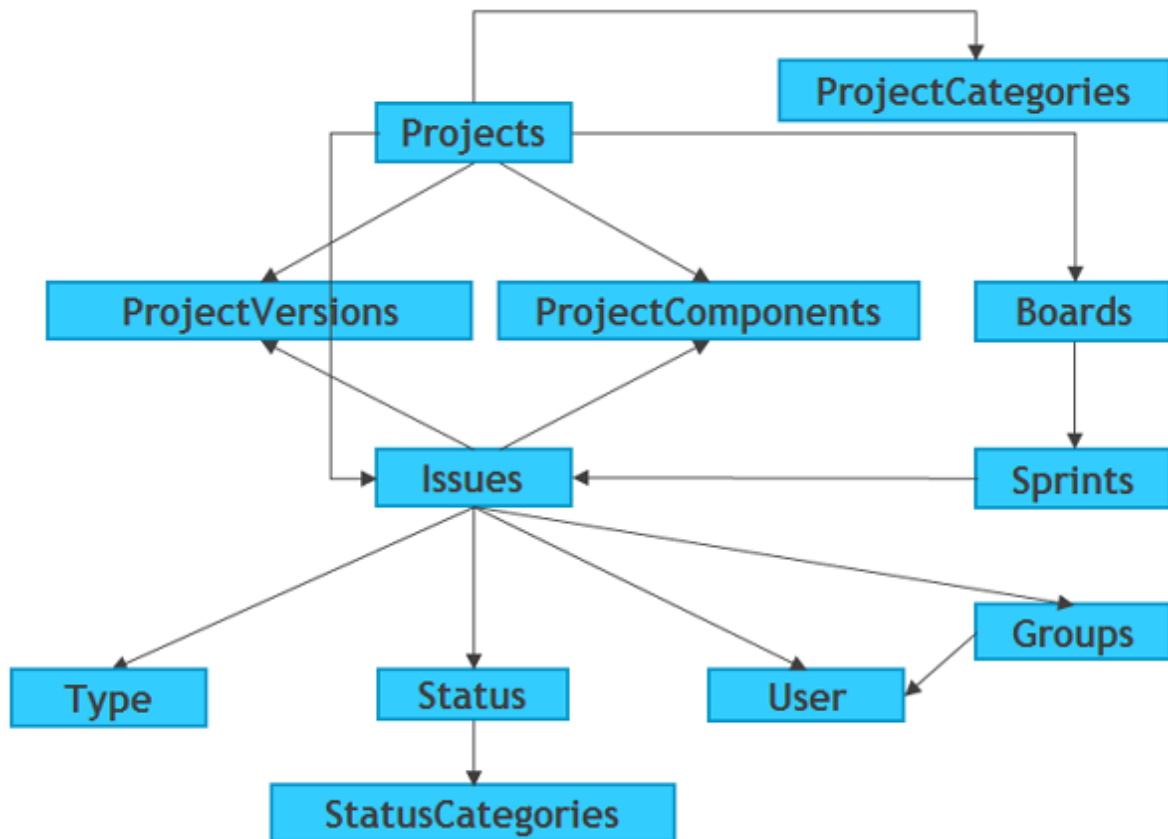 ProjectCategories
Projects
ProjectVersions
ProjectComponents
Boards
Issues
Sprints
Groups
Type
Status
User
StatusCategories